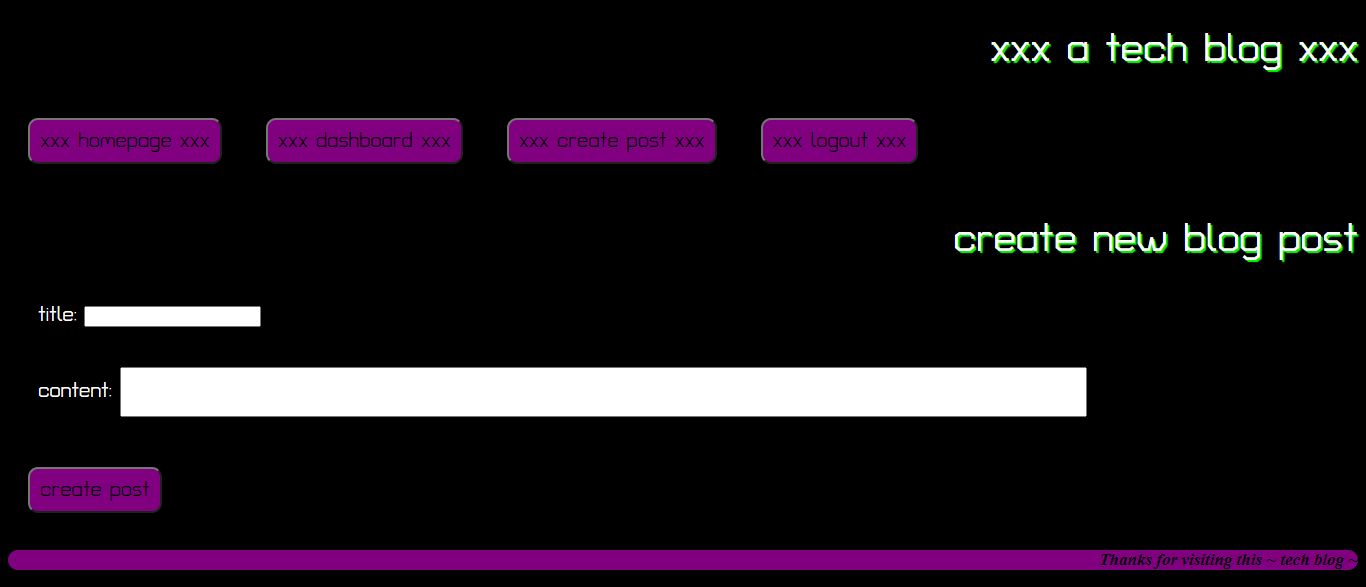 xxx a tech blog xxx
xxx homepage xxx xxx dashboard xxx xxx create post xxx xxx logout xxx
create new blog post
title:
content:
create post
Thanks for visiting this ~ tech blog ~